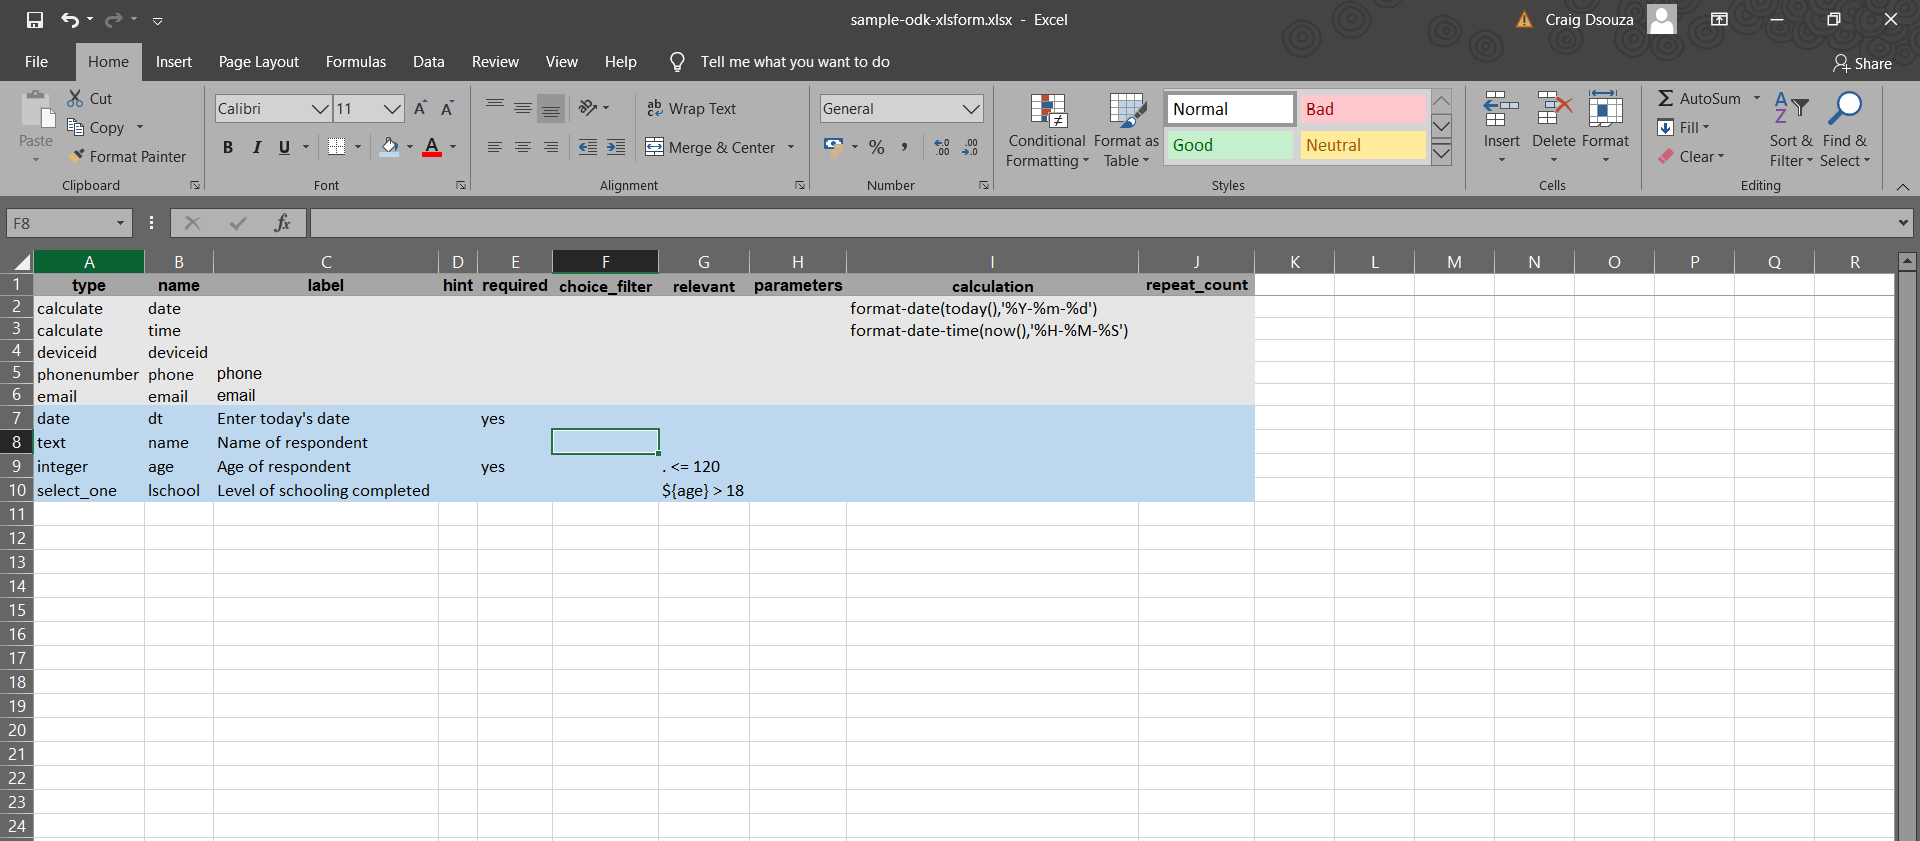 sample-odk-xlsform.xlsx - Excel
Craig Dsouza
File Home Insert Page Layout Formulas Data Review View Help Tell me what you want to do Share
Paste Cut Copy Format Painter
Clipboard
Calibri 11
B I U A
Font
Wrap Text
Merge & Center
Alignment
General
Number
Conditional Formatting Format as Table
Normal Bad
Good Neutral
Styles
Insert Delete Format
Cells
AutoSum
Fill
Clear
Sort & Filter Find & Select
Editing
F8 fx
A B C D E F G H I J K L M N O P Q R
1 type name label hint required choice_filter relevant parameters calculation repeat_count
2 calculate date format-date(today(),'%Y-%m-%d')
3 calculate time format-date-time(now(),'%H-%M-%S')
4 deviceid deviceid
5 phonenumber phone phone
6 email email email
7 date dt Enter today's date yes
8 text name Name of respondent
9 integer age Age of respondent yes . <= 120
10 select_one lschool Level of schooling completed ${age} > 18
11
12
13
14
15
16
17
18
19
20
21
22
23
24